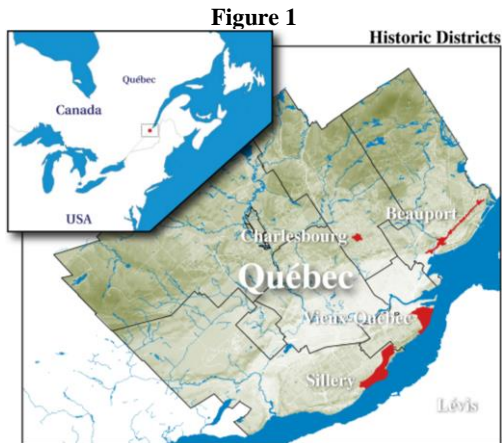 Figure 1
Historic Districts
Québec
Canada
USA
Beauport
Charlesbourg
Québec
Vieux-Québec
Sillery
Lévis